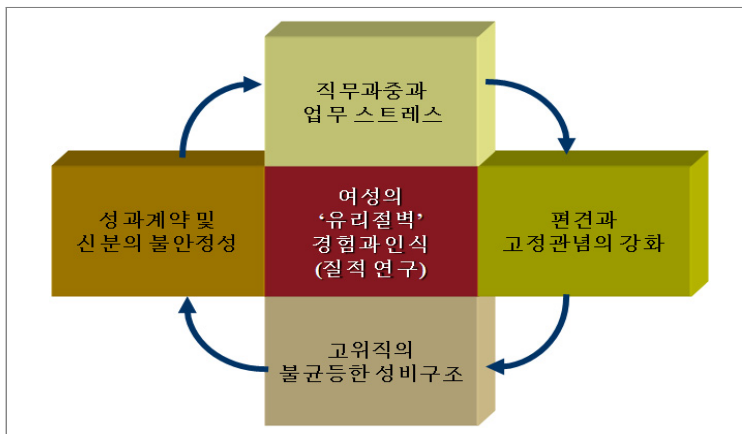 직무과중과
업무 스트레스
성과계약 및
신분의 불안정성
여성의
‘유리절벽’
경험과 인식
(질적 연구)
편견과
고정관념의 강화
고위직의
불균등한 성비구조